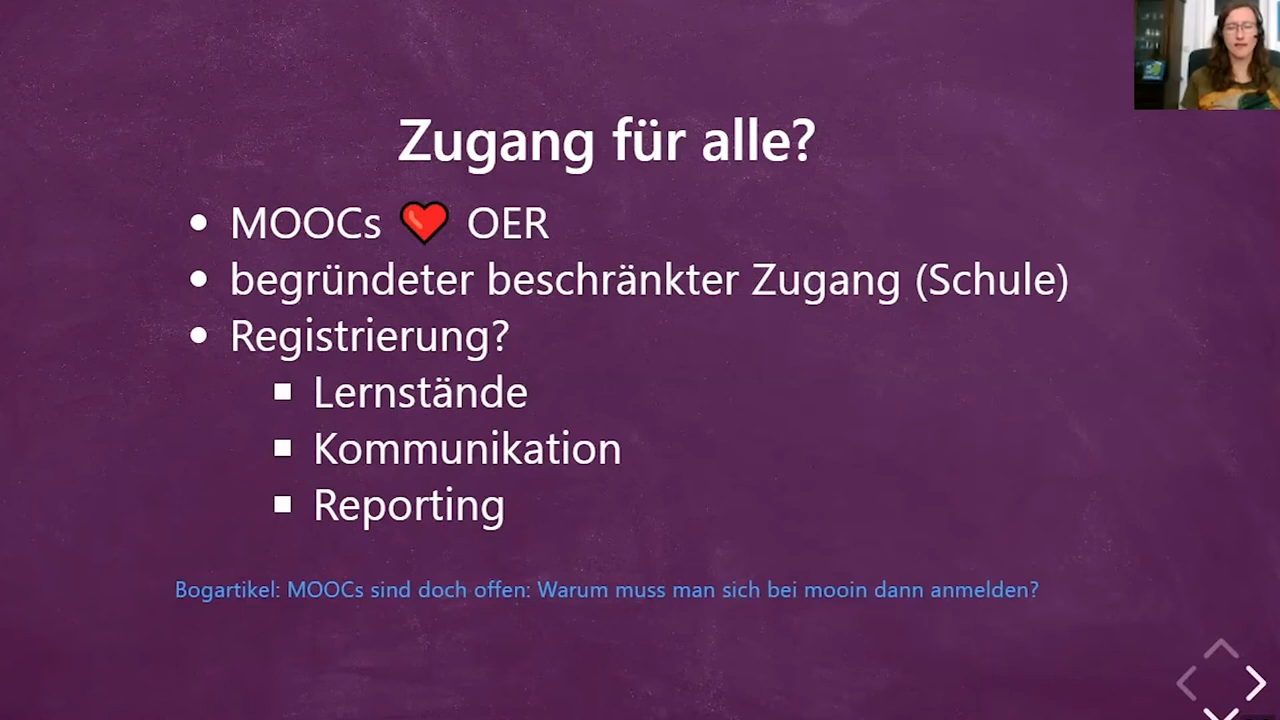 Zugang für alle?
MOOCs ❤️ OER
begründeter beschränkter Zugang (Schule)
Registrierung?
Lernstände
Kommunikation
Reporting
Bogartikel: MOOCs sind doch offen: Warum muss man sich bei mooin dann anmelden?